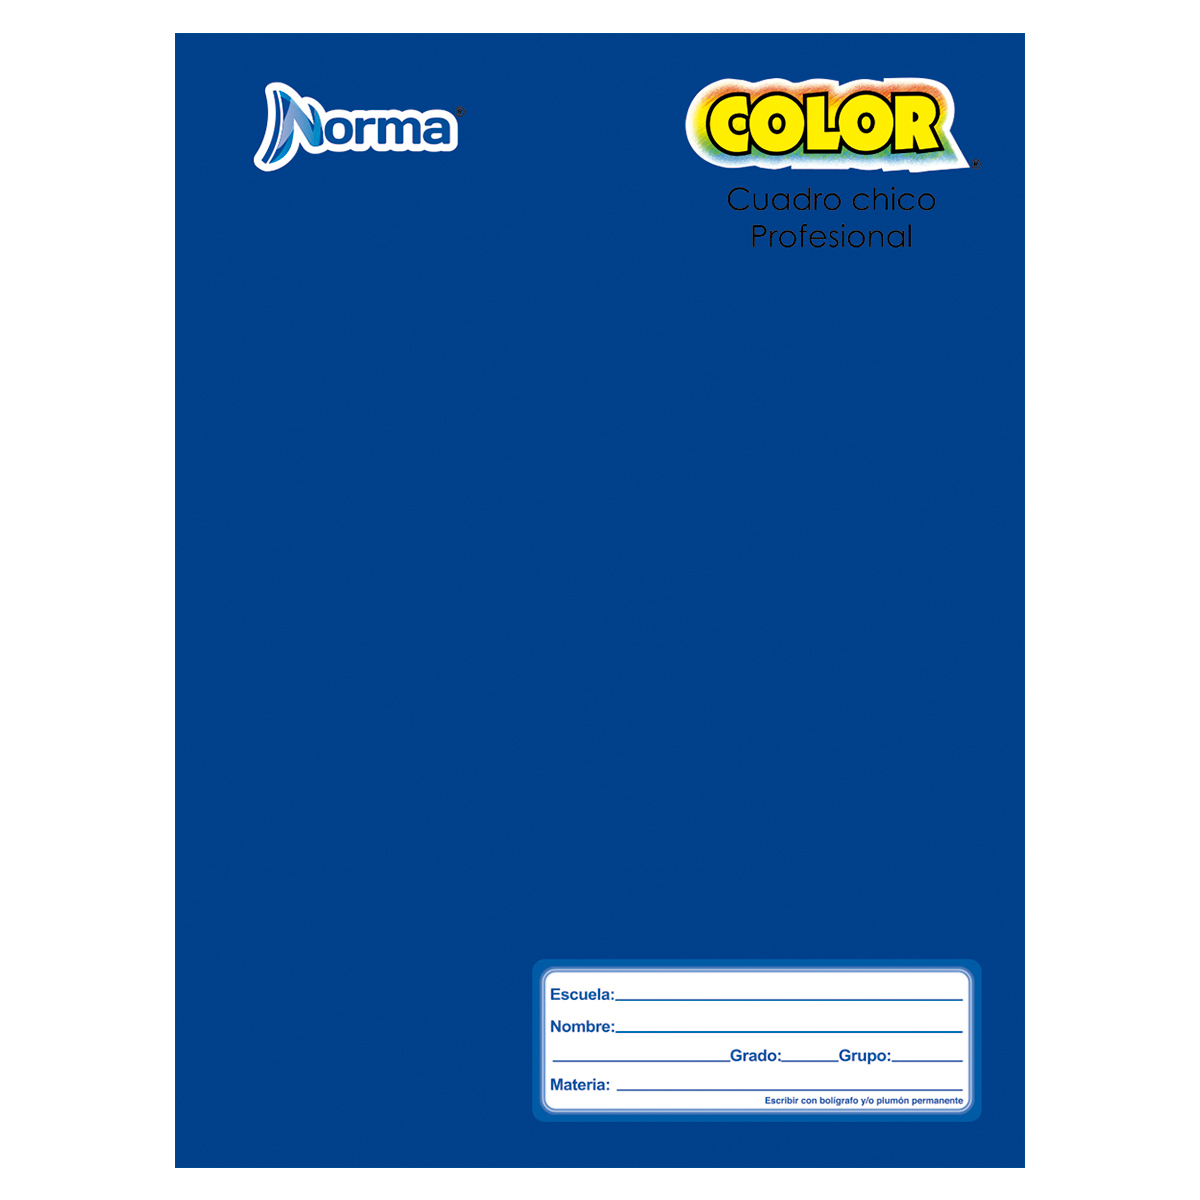 Norma
COLOR
Cuadro chico
Profesional
Escuela:
Nombre:
Grado: Grupo:
Materia:
Escribir con bolígrafo y/o plumón permanente